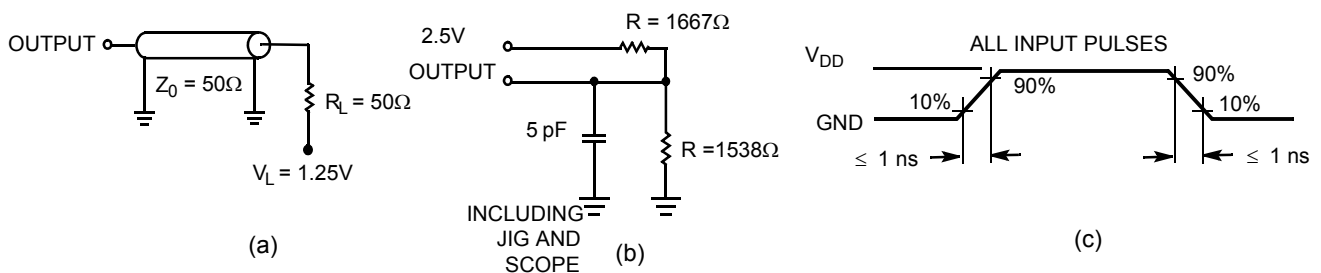 OUTPUT
Z0 = 50Ω
RL = 50Ω
VL = 1.25V
(a)
R = 1667Ω
2.5V
OUTPUT
5 pF
R =1538Ω
INCLUDING
JIG AND
SCOPE
(b)
ALL INPUT PULSES
VDD
90%
90%
10%
10%
GND
≤ 1 ns
≤ 1 ns
(c)